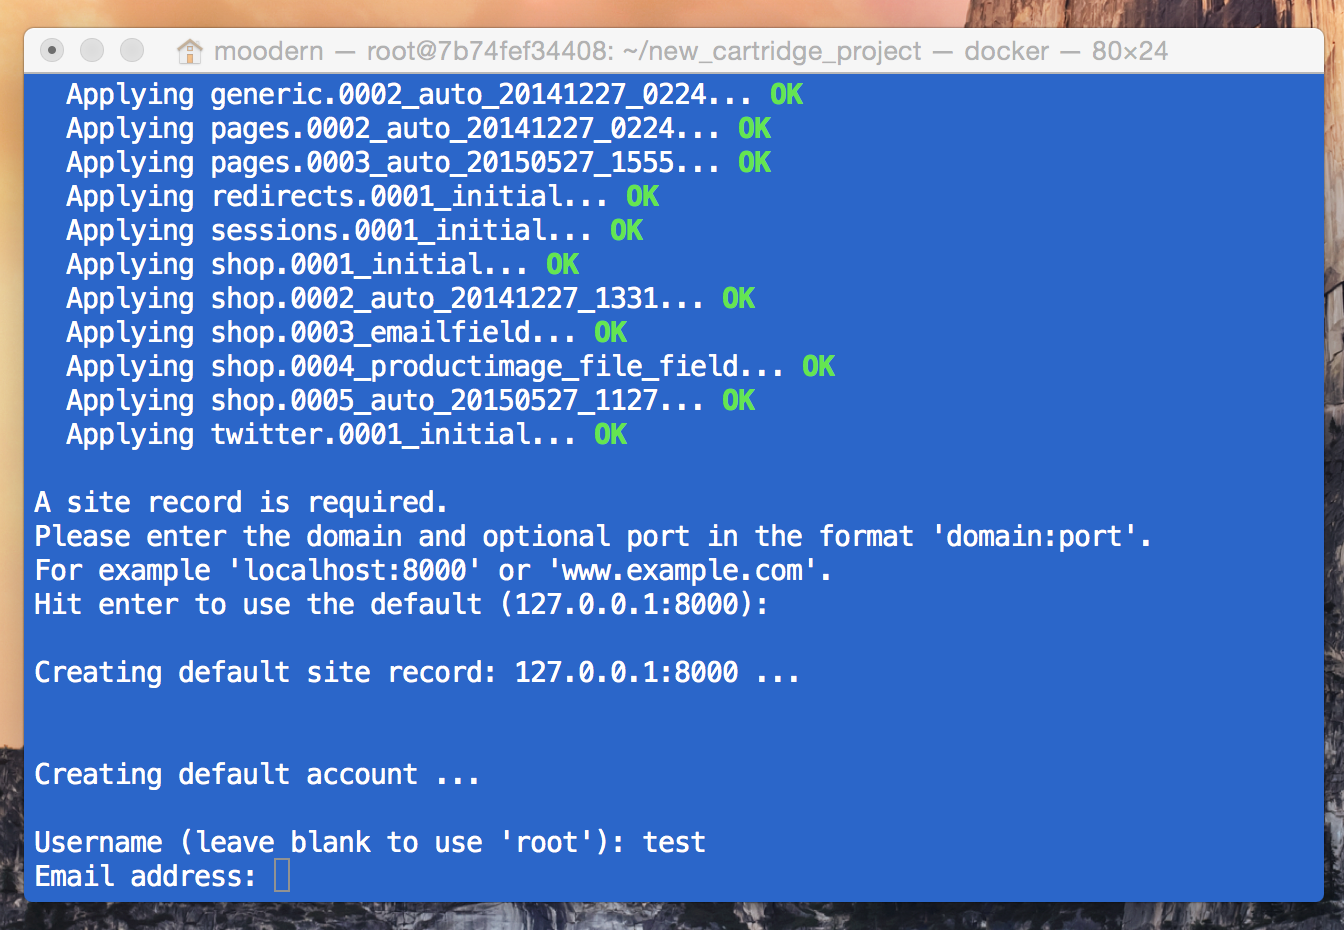 moodern — root@7b74fef34408: ~/new_cartridge_project — docker — 80×24
Applying generic.0002_auto_20141227_0224... OK
Applying pages.0002_auto_20141227_0224... OK
Applying pages.0003_auto_20150527_1555... OK
Applying redirects.0001_initial... OK
Applying sessions.0001_initial... OK
Applying shop.0001_initial... OK
Applying shop.0002_auto_20141227_1331... OK
Applying shop.0003_emailfield... OK
Applying shop.0004_productimage_file_field... OK
Applying shop.0005_auto_20150527_1127... OK
Applying twitter.0001_initial... OK
A site record is required.
Please enter the domain and optional port in the format 'domain:port'.
For example 'localhost:8000' or 'www.example.com'.
Hit enter to use the default (127.0.0.1:8000):
Creating default site record: 127.0.0.1:8000 ...
Creating default account ...
Username (leave blank to use 'root'): test
Email address: